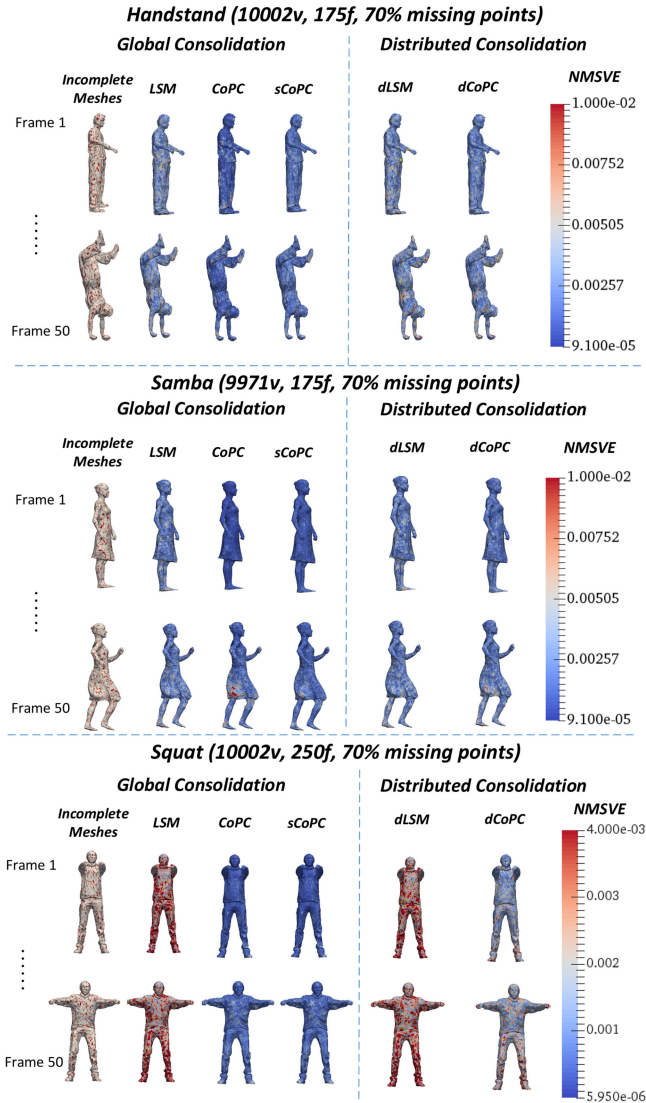 Handstand (10002v, 175f, 70% missing points)
Global Consolidation
Distributed Consolidation
Incomplete
Meshes
LSM
CoPC
sCoPC
dLSM
dCoPC
NMSVE
Frame 1
Frame 50
1.000e-02
0.00752
0.00505
0.00257
9.100e-05
Samba (9971v, 175f, 70% missing points)
Global Consolidation
Distributed Consolidation
Incomplete
Meshes
LSM
CoPC
sCoPC
dLSM
dCoPC
NMSVE
Frame 1
Frame 50
1.000e-02
0.00752
0.00505
0.00257
9.100e-05
Squat (10002v, 250f, 70% missing points)
Global Consolidation
Distributed Consolidation
Incomplete
Meshes
LSM
CoPC
sCoPC
dLSM
dCoPC
NMSVE
Frame 1
Frame 50
4.000e-03
0.003
0.002
0.001
5.950e-06